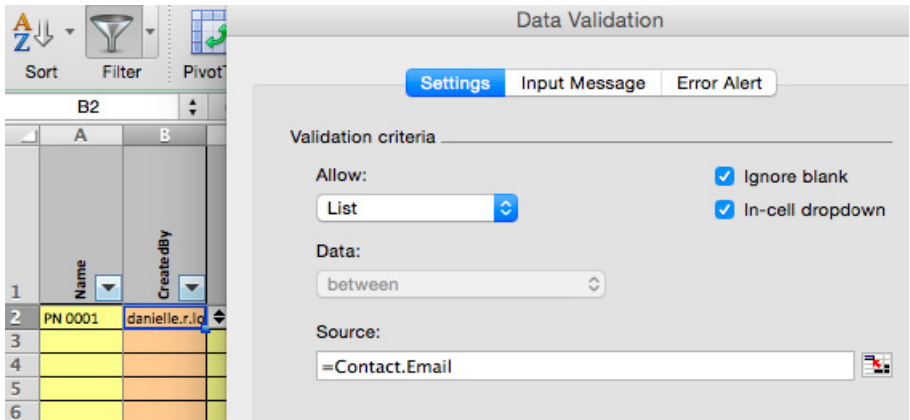 Data Validation
A
Z
Sort Filter Pivot
B2
Settings Input Message Error Alert
Validation criteria
Allow:
List
Ignore blank
In-cell dropdown
Data:
between
Source:
=Contact.Email
A B
1 Name CreatedBy
2 PN 0001 danielle.r.lo
3
4
5
6